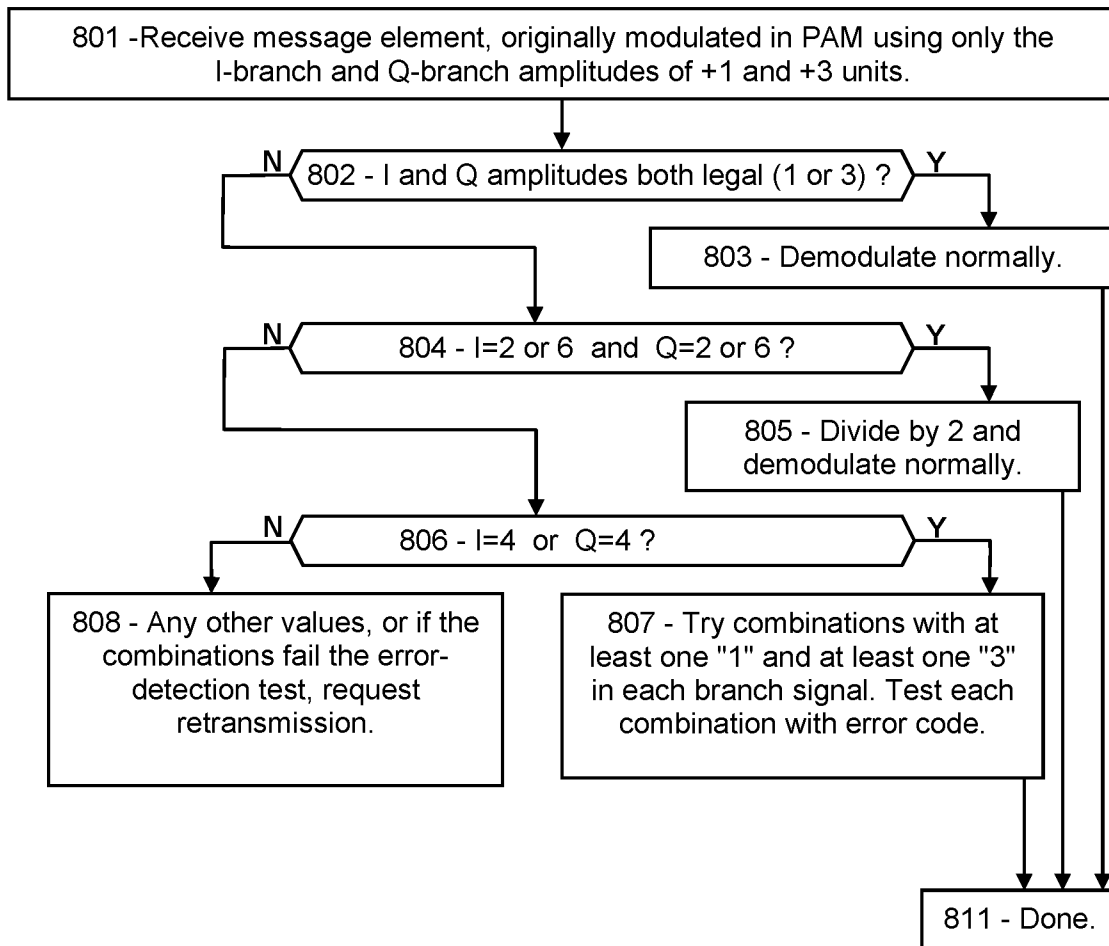 801 -Receive message element, originally modulated in PAM using only the
I-branch and Q-branch amplitudes of +1 and +3 units.
N
802 - I and Q amplitudes both legal (1 or 3) ?
Y
803 - Demodulate normally.
N
804 - I=2 or 6 and Q=2 or 6 ?
Y
805 - Divide by 2 and
demodulate normally.
N
806 - I=4 or Q=4 ?
Y
808 - Any other values, or if the
combinations fail the error-
detection test, request
retransmission.
807 - Try combinations with at
least one "1" and at least one "3"
in each branch signal. Test each
combination with error code.
811 - Done.